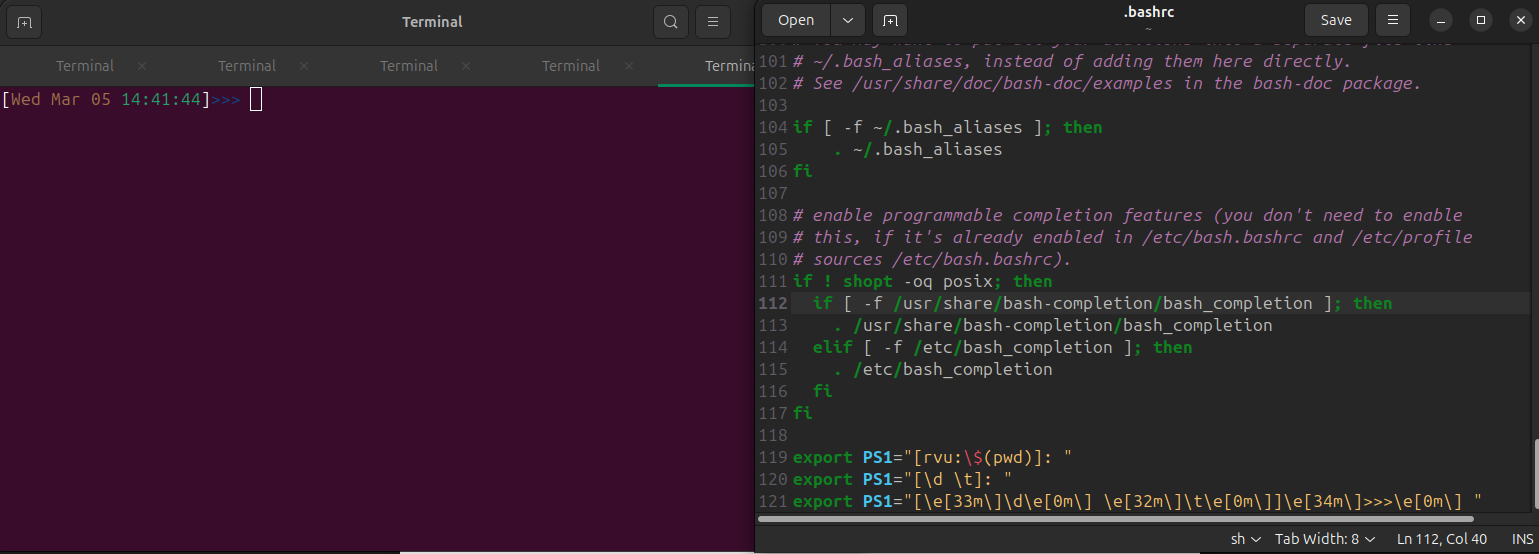 Terminal
Terminal × Terminal × Terminal × Terminal × Termina
[Wed Mar 05 14:41:44]>>>
Open .bashrc Save
~
101 # ~/.bash_aliases, instead of adding them here directly.
102 # See /usr/share/doc/bash-doc/examples in the bash-doc package.
103
104 if [ -f ~/.bash_aliases ]; then
105     . ~/.bash_aliases
106 fi
107
108 # enable programmable completion features (you don't need to enable
109 # this, if it's already enabled in /etc/bash.bashrc and /etc/profile
110 # sources /etc/bash.bashrc).
111 if ! shopt -oq posix; then
112   if [ -f /usr/share/bash-completion/bash_completion ]; then
113     . /usr/share/bash-completion/bash_completion
114   elif [ -f /etc/bash_completion ]; then
115     . /etc/bash_completion
116   fi
117 fi
118
119 export PS1="[rvu:\$(pwd)]: "
120 export PS1="[\d \t]: "
121 export PS1="[\e[33m\]\d\e[0m\] \e[32m\]\t\e[0m\]]\e[34m\]>>>\e[0m\] "
sh Tab Width: 8 Ln 112, Col 40 INS